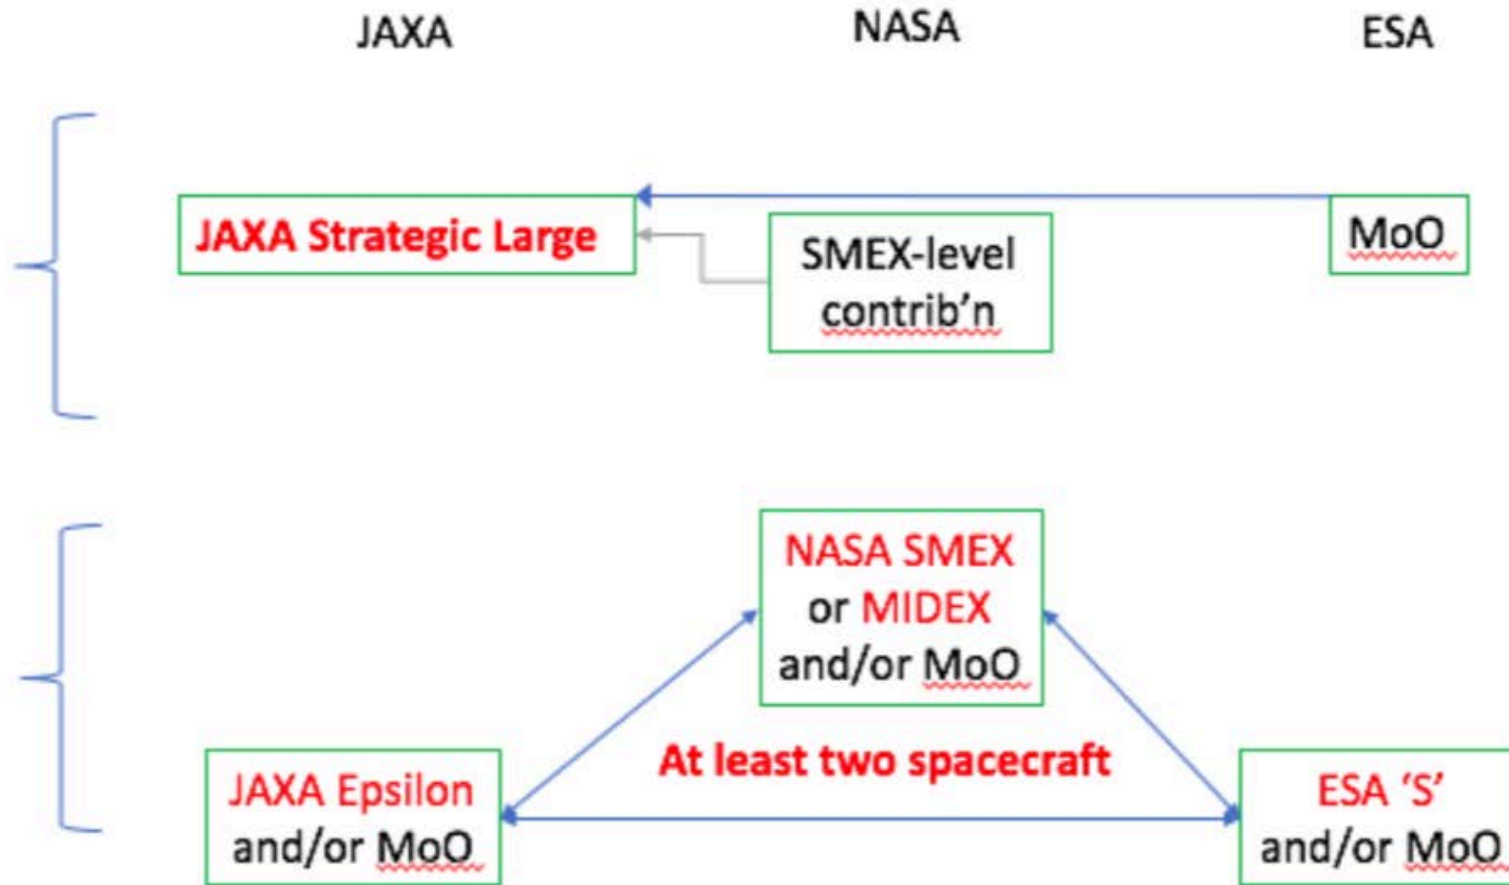 JAXA NASA ESA
JAXA Strategic Large
SMEX-level
contrib’n
MoO
NASA SMEX
or MIDEX
and/or MoO
At least two spacecraft
JAXA Epsilon
and/or MoO
ESA ‘S’
and/or MoO